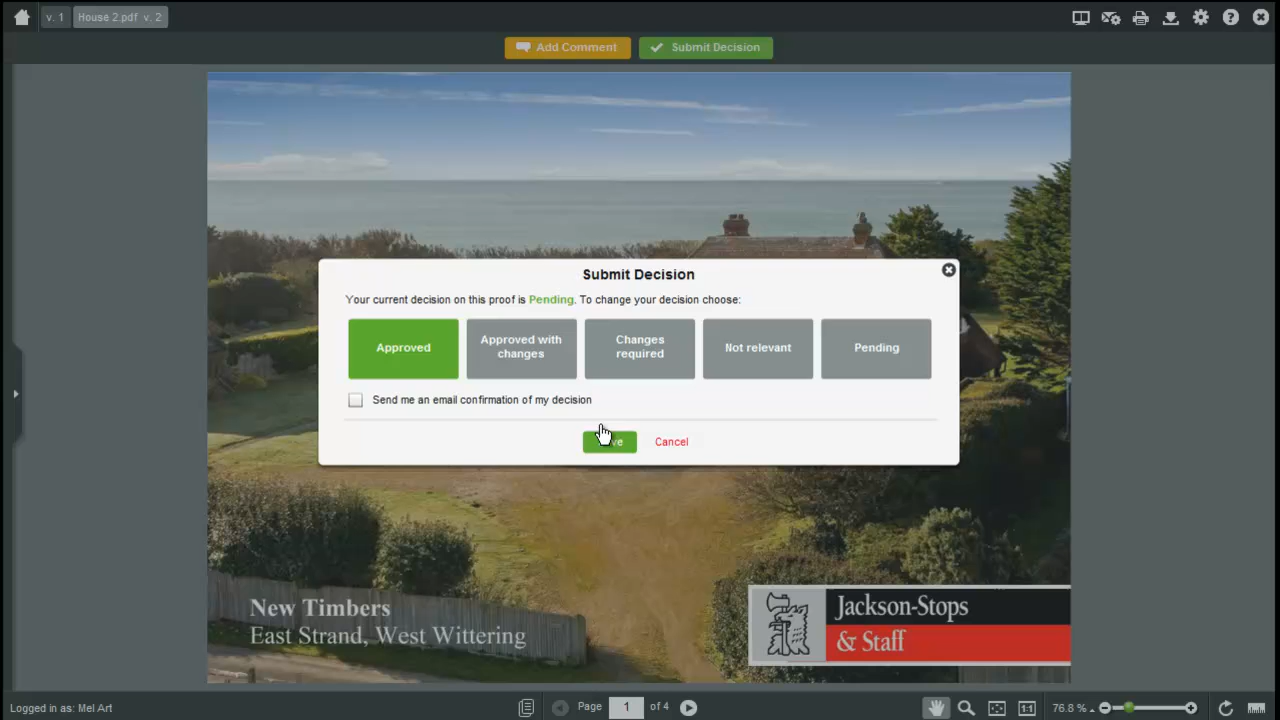 v. 1
House 2.pdf v. 2
Add Comment
Submit Decision
Submit Decision
Your current decision on this proof is Pending. To change your decision choose:
Approved
Approved with
changes
Changes
required
Not relevant
Pending
Send me an email confirmation of my decision
Cancel
New Timbers
East Strand, West Wittering
Jackson-Stops
& Staff
Logged in as: Mel Art
Page 1 of 4
1:1
76.8 %